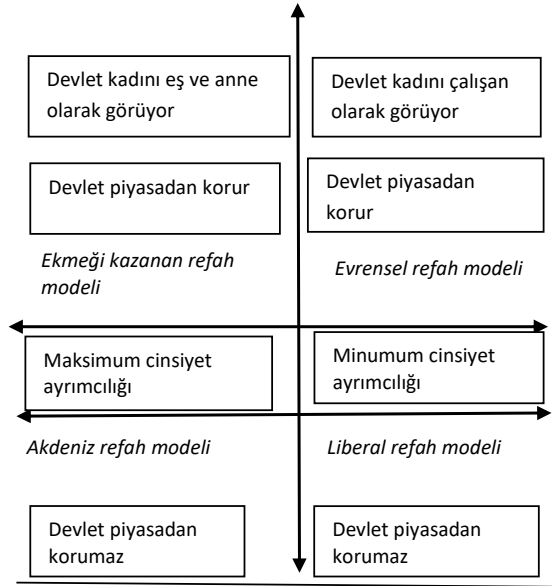 Devlet kadını eş ve anne
olarak görüyor
Devlet kadını çalışan
olarak görüyor
Devlet piyasadan korur
Devlet piyasadan
korur
Ekmeği kazanan refah
modeli
Evrensel refah modeli
Maksimum cinsiyet
ayrımcılığı
Minumum cinsiyet
ayrımcılığı
Akdeniz refah modeli
Liberal refah modeli
Devlet piyasadan
korumaz
Devlet piyasadan
korumaz